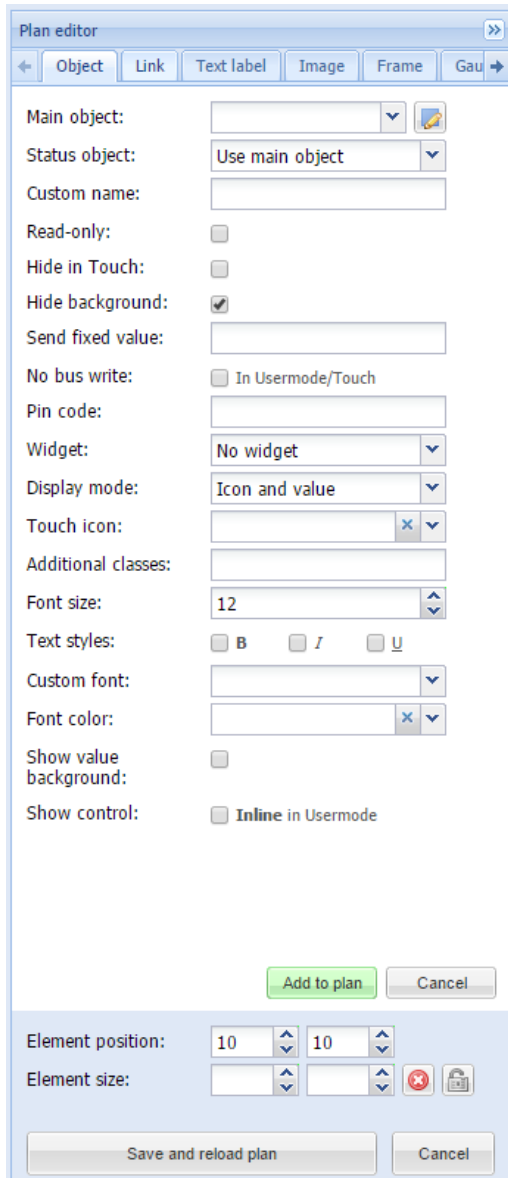 Plan editor
Object Link Text label Image Frame Gau
Main object:
Status object: Use main object
Custom name:
Read-only:
Hide in Touch:
Hide background:
Send fixed value:
No bus write: In Usermode/Touch
Pin code:
Widget: No widget
Display mode: Icon and value
Touch icon:
Additional classes:
Font size: 12
Text styles: B I U
Custom font:
Font color:
Show value
background:
Show control: Inline in Usermode
Add to plan Cancel
Element position: 10 10
Element size:
Save and reload plan Cancel